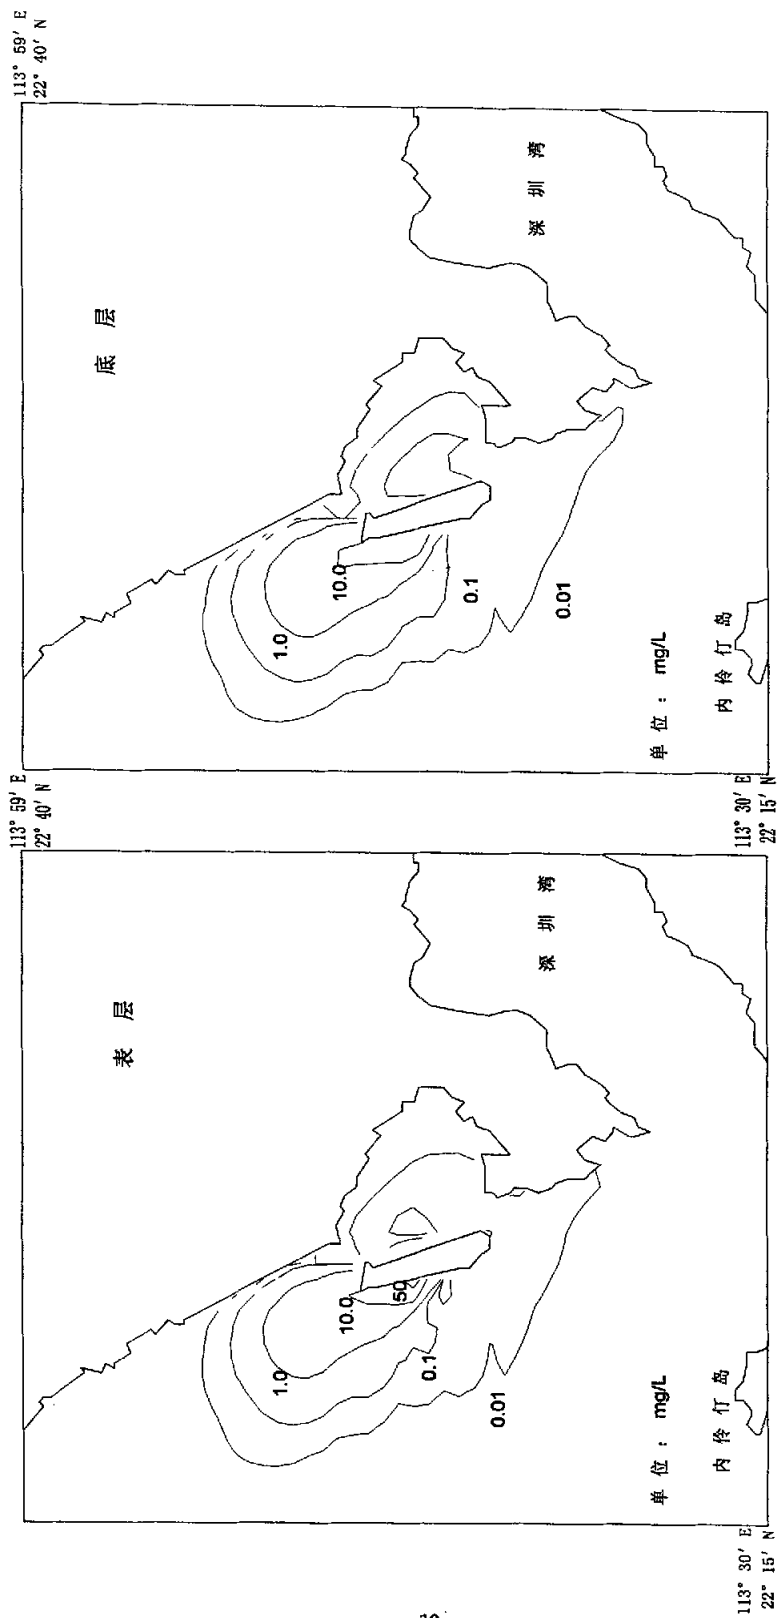 113° 59′ E
22° 40′ N
表 层
深 圳 湾
50
10.0
1.0
0.1
0.01
单 位 : mg/L
内 伶 仃 岛
113° 30′ E
22° 15′ N
113° 59′ E
22° 40′ N
底 层
深 圳 湾
10.0
1.0
0.1
0.01
单 位 : mg/L
内 伶 仃 岛
113° 30′ E
22° 15′ N